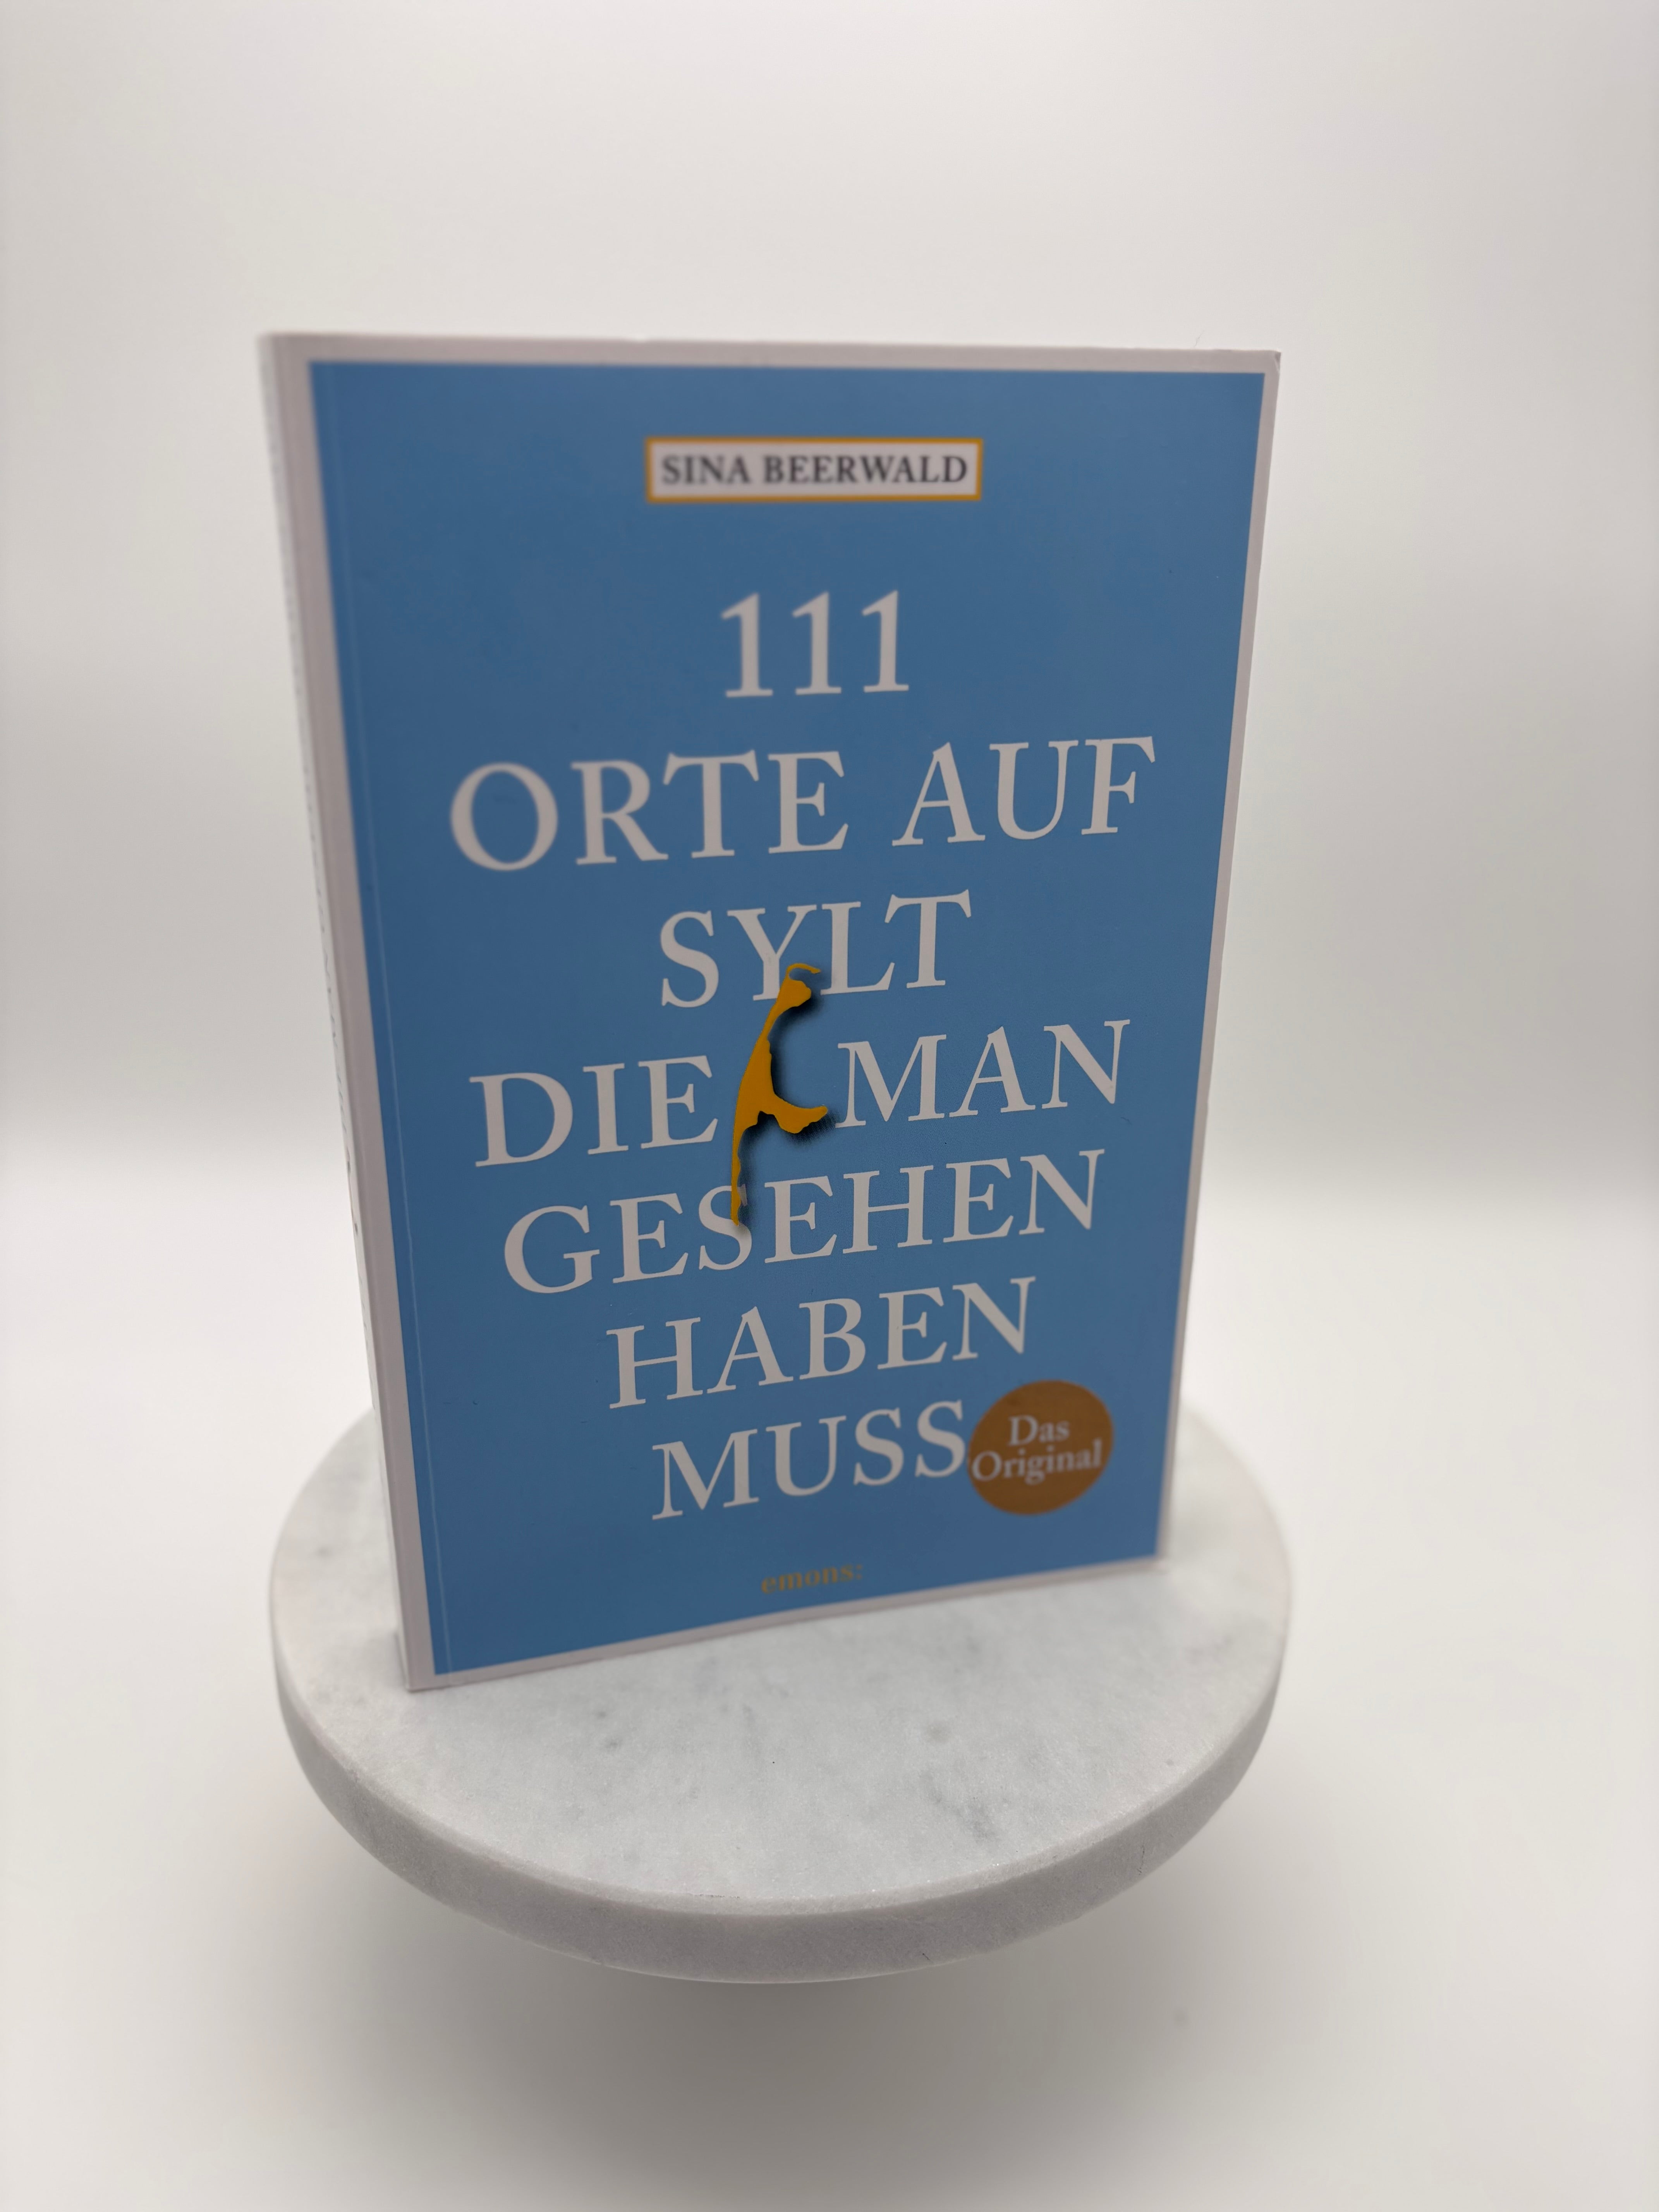 SINA BEERWALD
111
ORTE AUF
SYLT
DIE MAN
GESEHEN
HABEN
MUSS
Das
Original
emons: